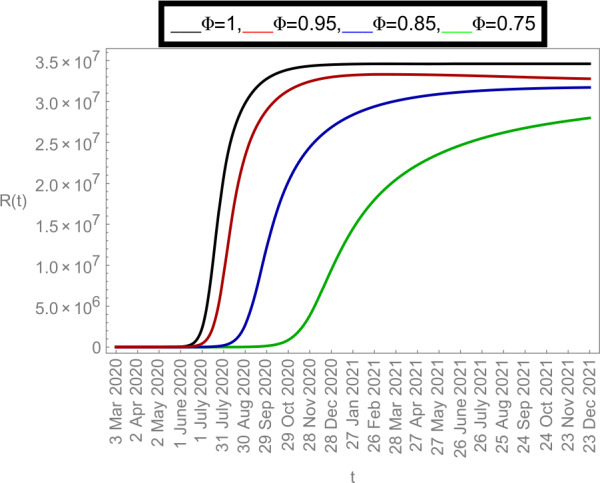 Φ=1, Φ=0.95, Φ=0.85, Φ=0.75
3.5×10^7
3.0×10^7
2.5×10^7
2.0×10^7
R(t)
1.5×10^7
1.0×10^7
5.0×10^6
0
3 Mar 2020
2 Apr 2020
2 May 2020
1 June 2020
1 July 2020
31 July 2020
30 Aug 2020
29 Sep 2020
29 Oct 2020
28 Nov 2020
28 Dec 2020
27 Jan 2021
26 Feb 2021
28 Mar 2021
27 Apr 2021
27 May 2021
26 June 2021
26 July 2021
25 Aug 2021
24 Sep 2021
24 Oct 2021
23 Nov 2021
23 Dec 2021
t